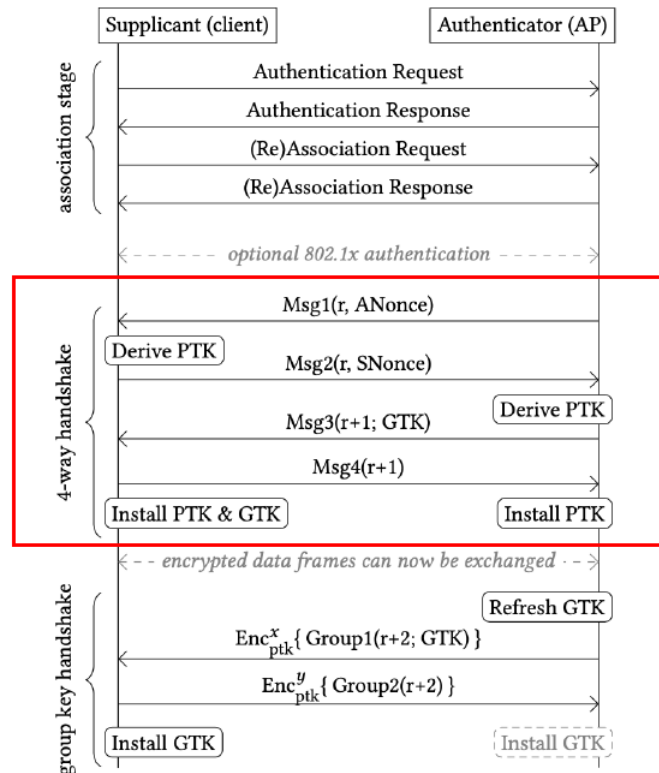 Supplicant (client)
Authenticator (AP)
association stage
Authentication Request
Authentication Response
(Re)Association Request
(Re)Association Response
optional 802.1x authentication
4-way handshake
Msg1(r, ANonce)
Derive PTK
Msg2(r, SNonce)
Derive PTK
Msg3(r+1; GTK)
Msg4(r+1)
Install PTK & GTK
Install PTK
encrypted data frames can now be exchanged
group key handshake
Refresh GTK
Enc^x_ptk{ Group1(r+2; GTK) }
Enc^y_ptk{ Group2(r+2) }
Install GTK
Install GTK